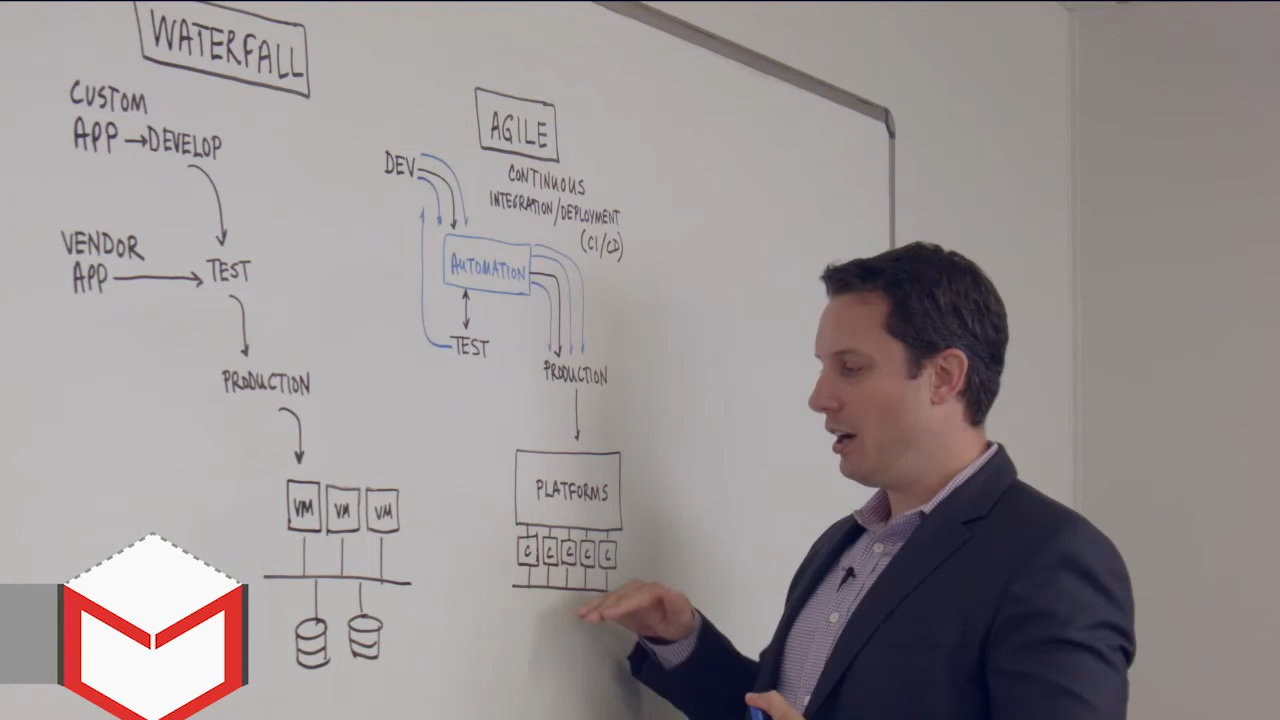 WATERFALL
CUSTOM
APP → DEVELOP
VENDOR
APP → TEST
PRODUCTION
VM VM VM
AGILE
CONTINUOUS
INTEGRATION/DEPLOYMENT
(CI/CD)
DEV
AUTOMATION
TEST
PRODUCTION
PLATFORMS
C C C C C